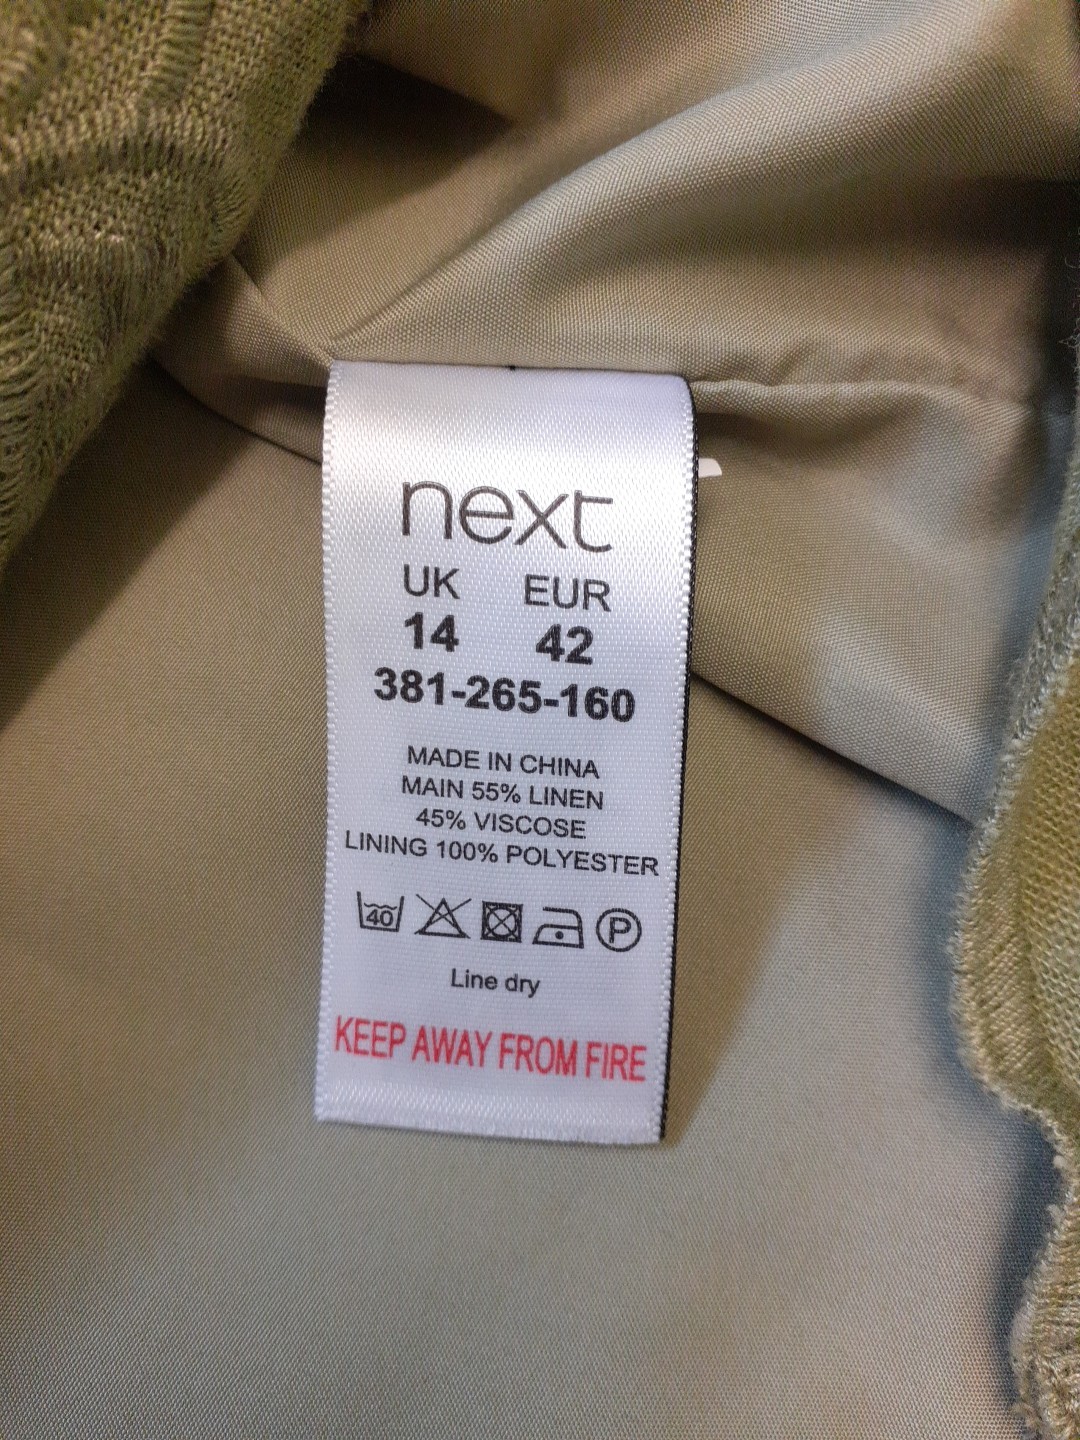 next
UK EUR
14 42
381-265-160
MADE IN CHINA
MAIN 55% LINEN
45% VISCOSE
LINING 100% POLYESTER
40 P
Line dry
KEEP AWAY FROM FIRE